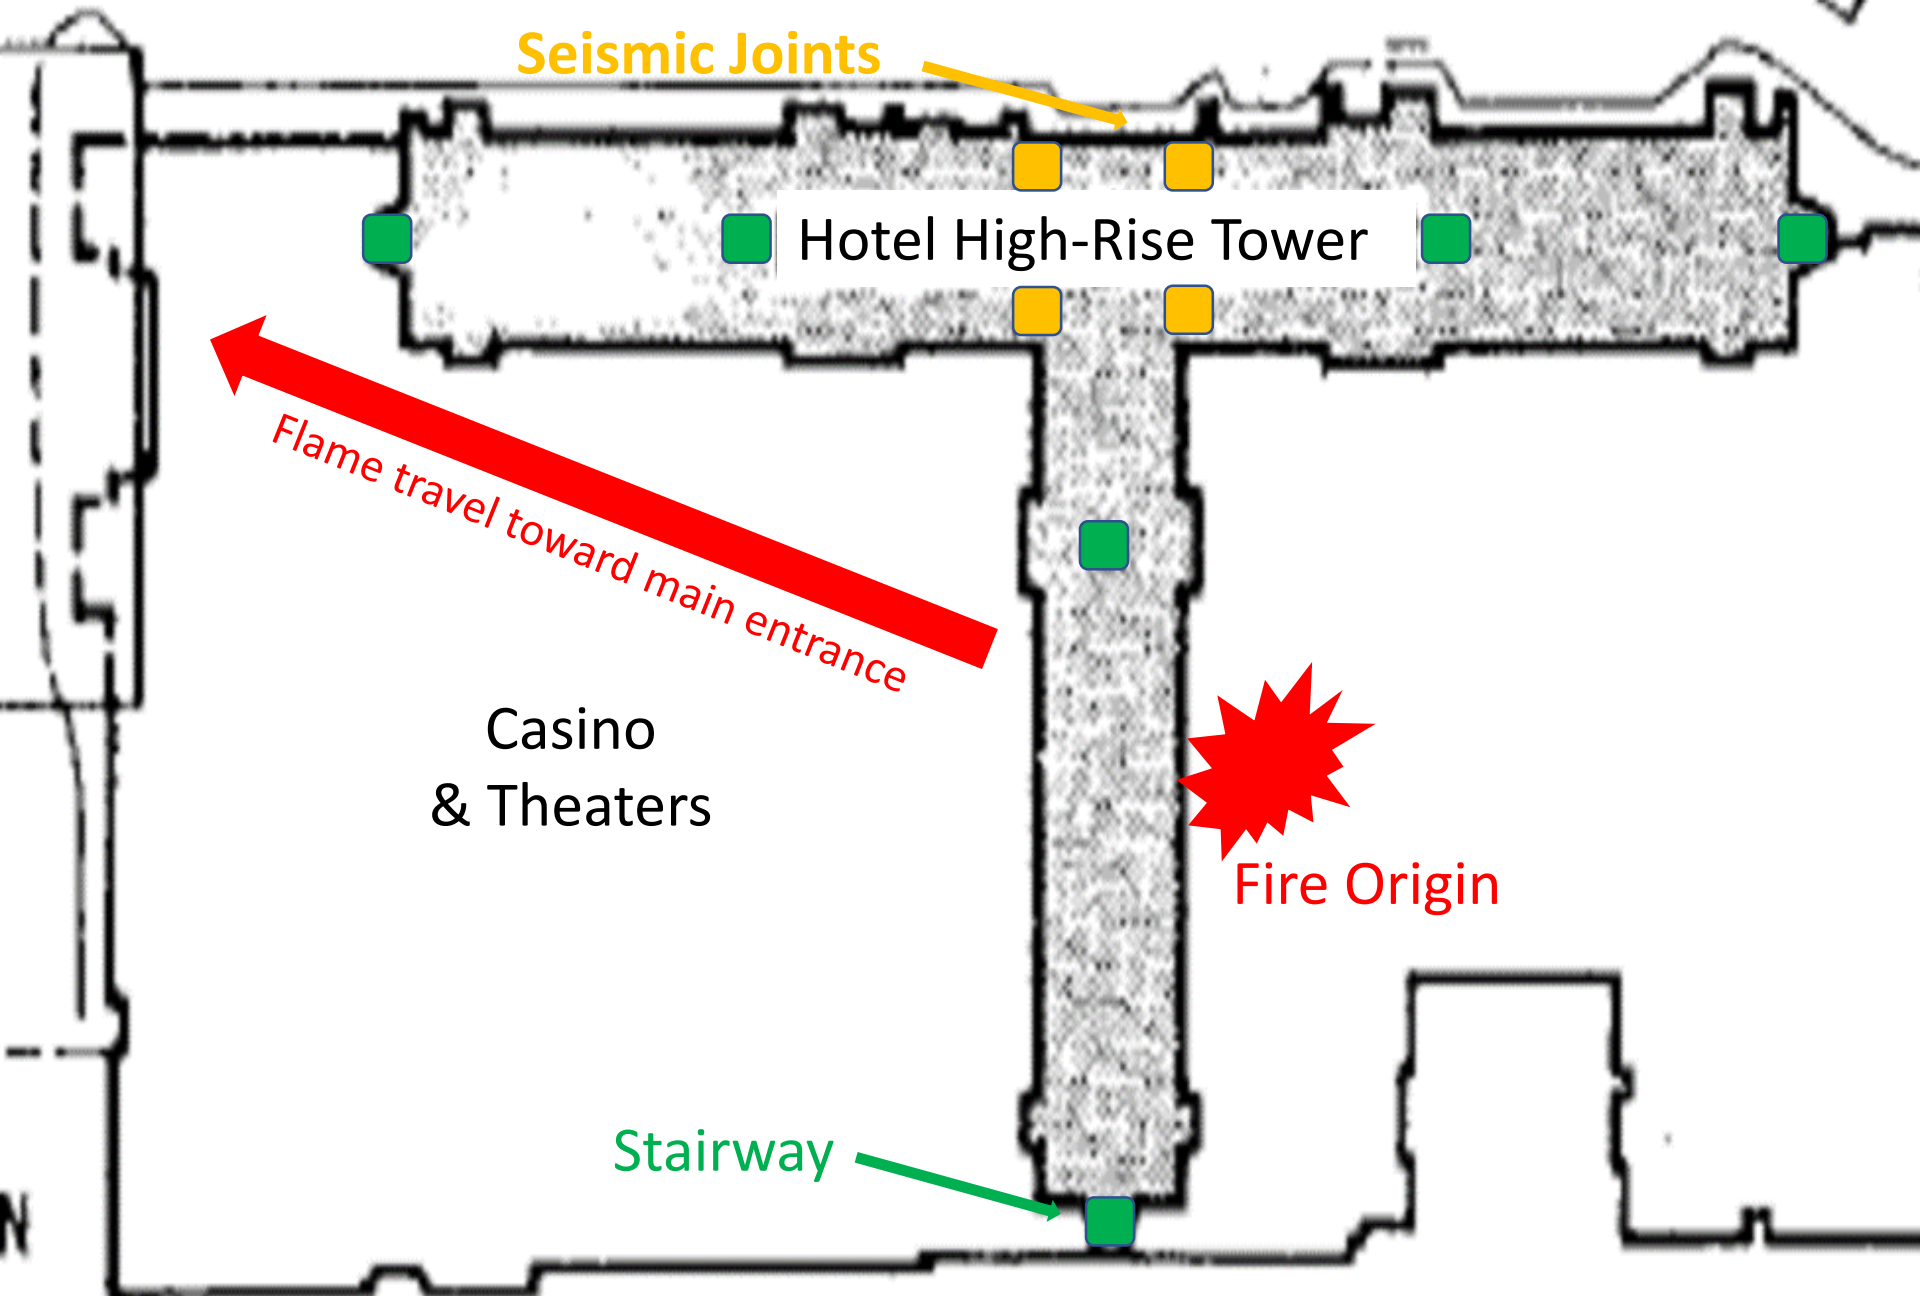 Seismic Joints
Hotel High-Rise Tower
Flame travel toward main entrance
Casino
& Theaters
Fire Origin
Stairway
N